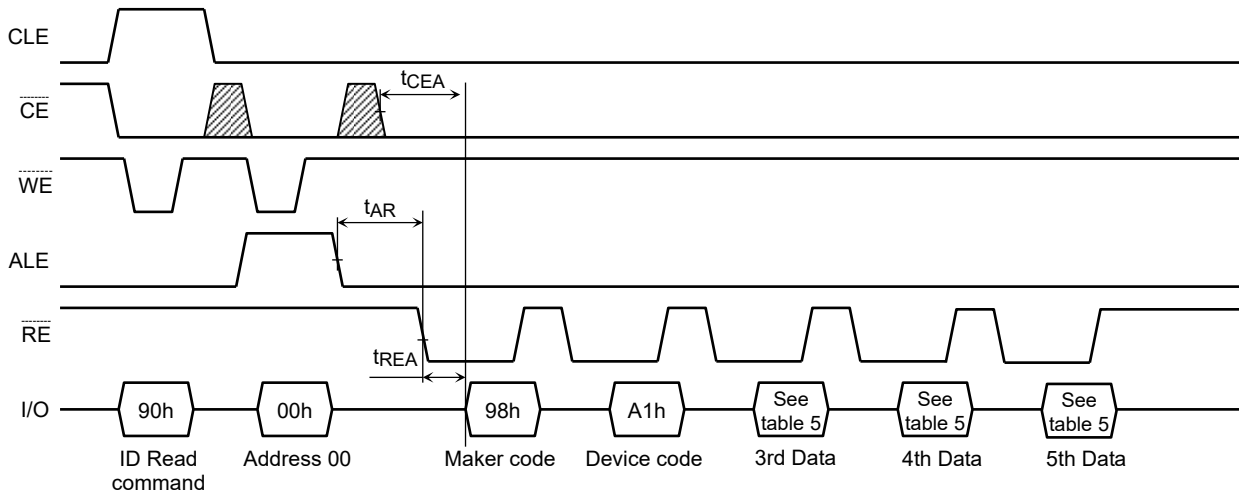 CLE
tCEA
CE
WE
tAR
ALE
RE
tREA
I/O
90h
00h
98h
A1h
See
table 5
See
table 5
See
table 5
ID Read
command
Address 00
Maker code
Device code
3rd Data
4th Data
5th Data